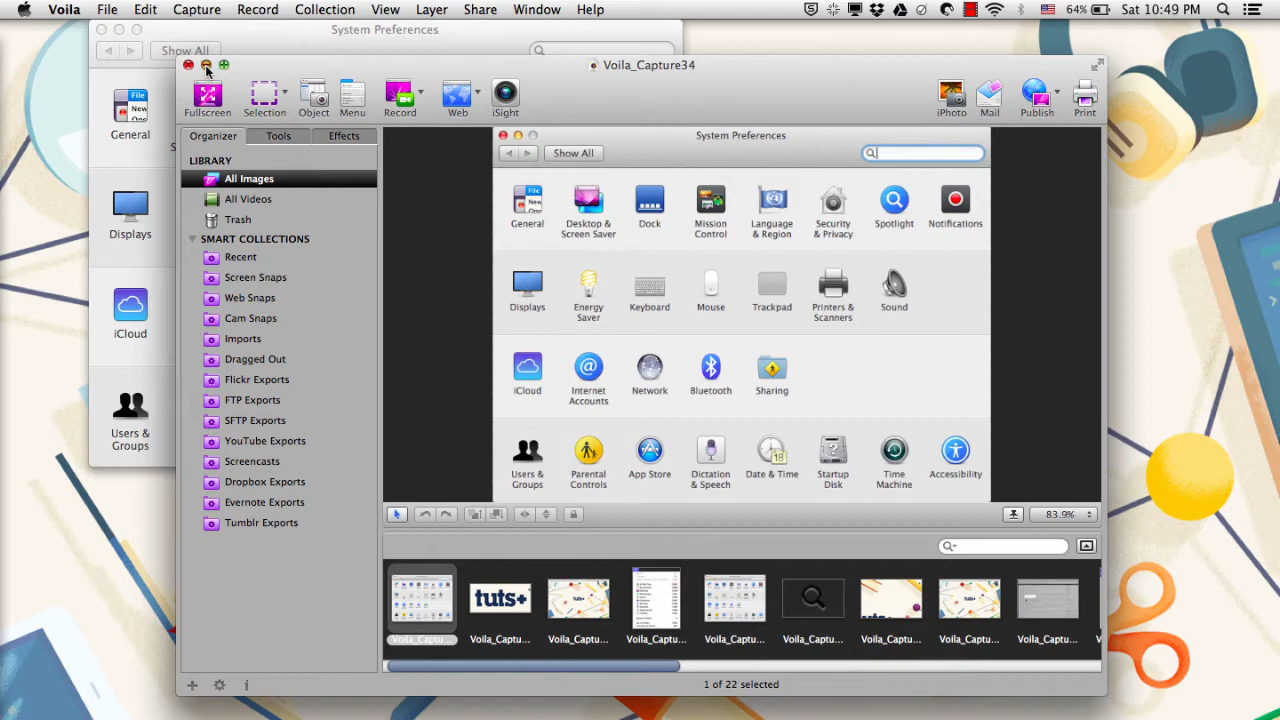 Voila File Edit Capture Record Collection View Layer Share Window Help 64% Sat 10:49 PM
System Preferences
Show All
General
Displays
iCloud
Users &
Groups
Voila_Capture34
Fullscreen Selection Object Menu Record Web iSight iPhoto Mail Publish Print
Organizer Tools Effects
LIBRARY
All Images
All Videos
Trash
SMART COLLECTIONS
Recent
Screen Snaps
Web Snaps
Cam Snaps
Imports
Dragged Out
Flickr Exports
FTP Exports
SFTP Exports
YouTube Exports
Screencasts
Dropbox Exports
Evernote Exports
Tumblr Exports
System Preferences
Show All
General Desktop & Screen Saver Dock Mission Control Language & Region Security & Privacy Spotlight Notifications
Displays Energy Saver Keyboard Mouse Trackpad Printers & Scanners Sound
iCloud Internet Accounts Network Bluetooth Sharing
Users & Groups Parental Controls App Store Dictation & Speech Date & Time Startup Disk Time Machine Accessibility
83.9%
tuts+
Voila_Captu... Voila_Captu... Voila_Captu... Voila_Captu... Voila_Captu... Voila_Captu... Voila_Captu... Voila_Captu... Voila_Captu...
1 of 22 selected